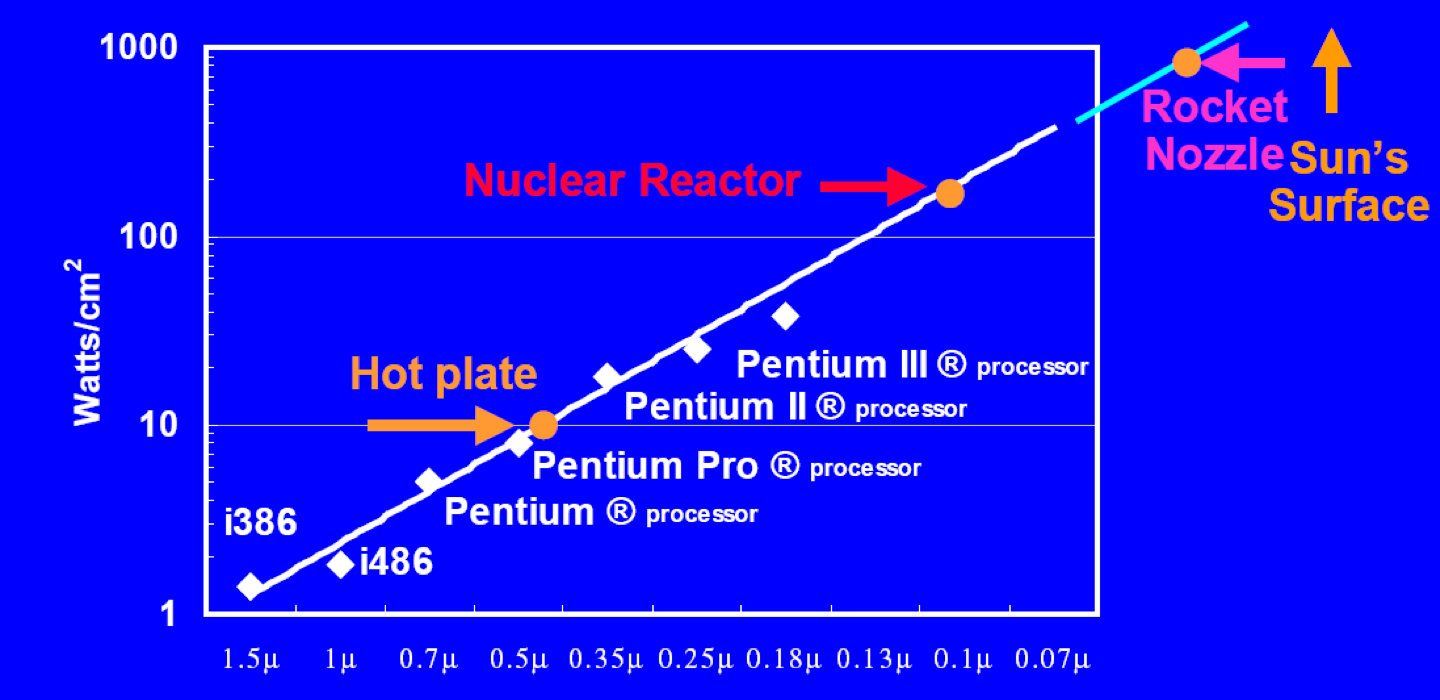 1000
100
10
1
Watts/cm²
Rocket
Nozzle
Sun’s
Surface
Nuclear Reactor
Hot plate
Pentium III ® processor
Pentium II ® processor
Pentium Pro ® processor
Pentium ® processor
i386
i486
1.5μ 1μ 0.7μ 0.5μ 0.35μ 0.25μ 0.18μ 0.13μ 0.1μ 0.07μ